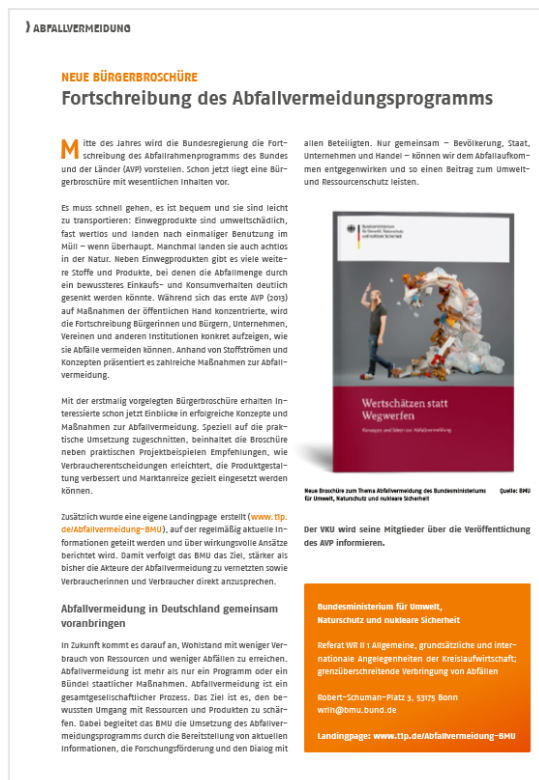 ABFALLVERMEIDUNG
NEUE BÜRGERBROSCHÜRE
Fortschreibung des Abfallvermeidungsprogramms
Mitte des Jahres wird die Bundesregierung die Fort-
schreibung des Abfallrahmenprogramms des Bundes
und der Länder (AVP) vorstellen. Schon jetzt liegt eine Bür-
gerbroschüre mit wesentlichen Inhalten vor.
Es muss schnell gehen, es ist bequem und sie sind leicht
zu transportieren: Einwegprodukte sind umweltschädlich,
fast wertlos und landen nach einmaliger Benutzung im
Müll – wenn überhaupt. Manchmal landen sie auch achtlos
in der Natur. Neben Einwegprodukten gibt es viele weite-
re Stoffe und Produkte, bei denen die Abfallmenge durch
ein bewussteres Einkaufs- und Konsumverhalten deutlich
gesenkt werden könnte. Während sich das erste AVP (2013)
auf Maßnahmen der öffentlichen Hand konzentrierte, wird
die Fortschreibung Bürgerinnen und Bürgern, Unternehmen,
Vereinen und anderen Institutionen konkret aufzeigen, wie
sie Abfälle vermeiden können. Anhand von Stoffströmen und
Konzepten präsentiert es zahlreiche Maßnahmen zur Abfall-
vermeidung.
Mit der erstmalig vorgelegten Bürgerbroschüre erhalten In-
teressierte schon jetzt Einblicke in erfolgreiche Konzepte und
Maßnahmen zur Abfallvermeidung. Speziell auf die prak-
tische Umsetzung zugeschnitten, beinhaltet die Broschüre
neben praktischen Projektbeispielen Empfehlungen, wie
Verbraucherentscheidungen erleichtert, die Produktgestal-
tung verbessert und Marktanreize gezielt eingesetzt werden
können.
Zusätzlich wurde eine eigene Landingpage erstellt (www.t1p.
de/Abfallvermeidung-BMU), auf der regelmäßig aktuelle In-
formationen geteilt werden und über wirkungsvolle Ansätze
berichtet wird. Damit verfolgt das BMU das Ziel, stärker als
bisher die Akteure der Abfallvermeidung zu vernetzten sowie
Verbraucherinnen und Verbraucher direkt anzusprechen.
Abfallvermeidung in Deutschland gemeinsam
voranbringen
In Zukunft kommt es darauf an, Wohlstand mit weniger Ver-
brauch von Ressourcen und weniger Abfällen zu erreichen.
Abfallvermeidung ist mehr als nur ein Programm oder ein
Bündel staatlicher Maßnahmen. Abfallvermeidung ist ein
gesamtgesellschaftlicher Prozess. Das Ziel ist es, den be-
wussten Umgang mit Ressourcen und Produkten zu schär-
fen. Dabei begleitet das BMU die Umsetzung des Abfallver-
meidungsprogramms durch die Bereitstellung von aktuellen
Informationen, die Forschungsförderung und den Dialog mit
allen Beteiligten. Nur gemeinsam – Bevölkerung, Staat,
Unternehmen und Handel – können wir dem Abfallaufkom-
men entgegenwirken und so einen Beitrag zum Umwelt-
und Ressourcenschutz leisten.
Bundesministerium
für Umwelt, Naturschutz
und nukleare Sicherheit
Wertschätzen statt
Wegwerfen
Konzepte und Ideen zur Abfallvermeidung
Neue Broschüre zum Thema Abfallvermeidung des Bundesministeriums Quelle: BMU
für Umwelt, Naturschutz und nukleare Sicherheit
Der VKU wird seine Mitglieder über die Veröffentlichung
des AVP informieren.
Bundesministerium für Umwelt,
Naturschutz und nukleare Sicherheit
Referat WR II 1 Allgemeine, grundsätzliche und inter-
nationale Angelegenheiten der Kreislaufwirtschaft;
grenzüberschreitende Verbringung von Abfällen
Robert-Schuman-Platz 3, 53175 Bonn
wriih@bmu.bund.de
Landingpage: www.t1p.de/Abfallvermeidung-BMU